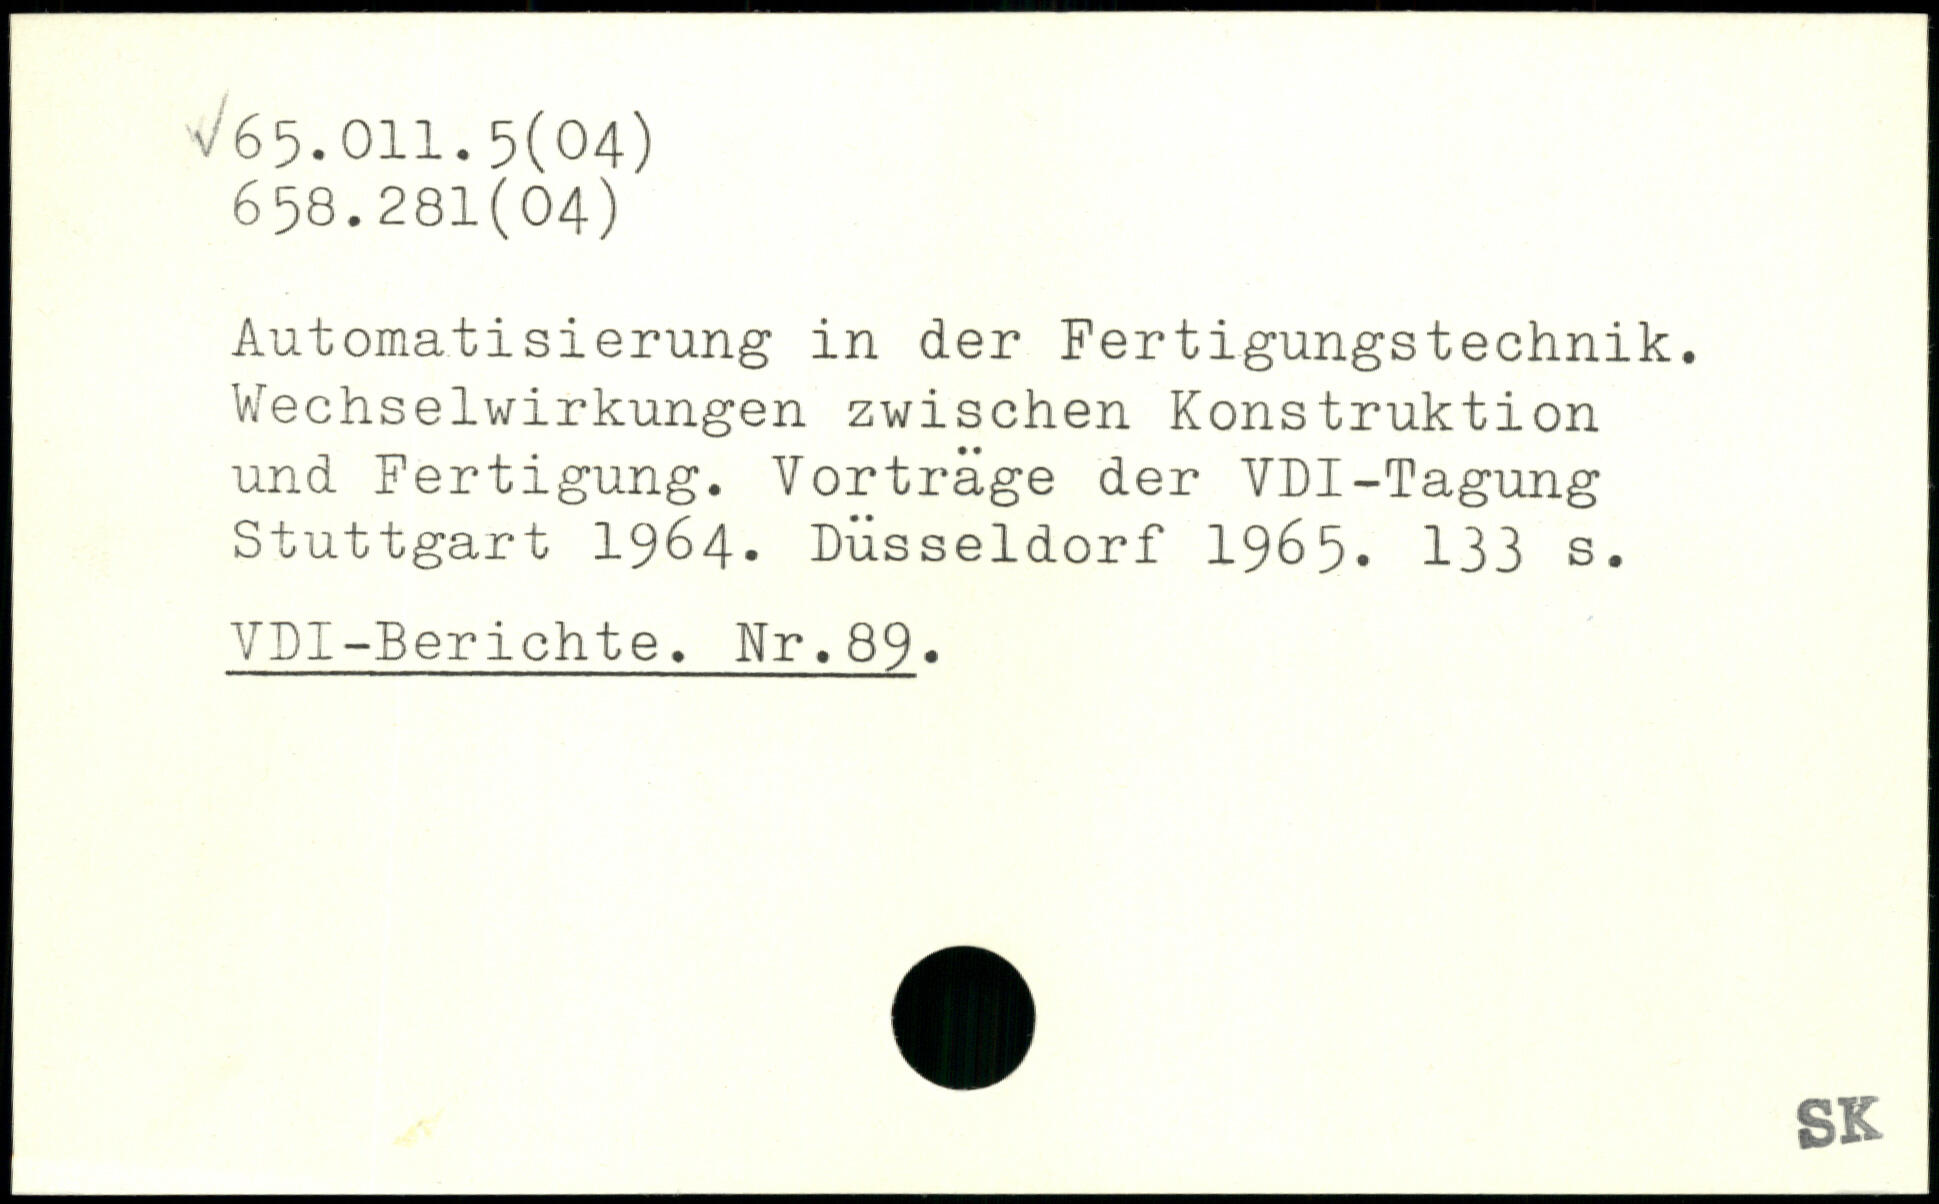 √65.011.5(04)
658.281(04)
Automatisierung in der Fertigungstechnik.
Wechselwirkungen zwischen Konstruktion
und Fertigung. Vorträge der VDI-Tagung
Stuttgart 1964. Düsseldorf 1965. 133 s.
VDI-Berichte. Nr.89.
SK